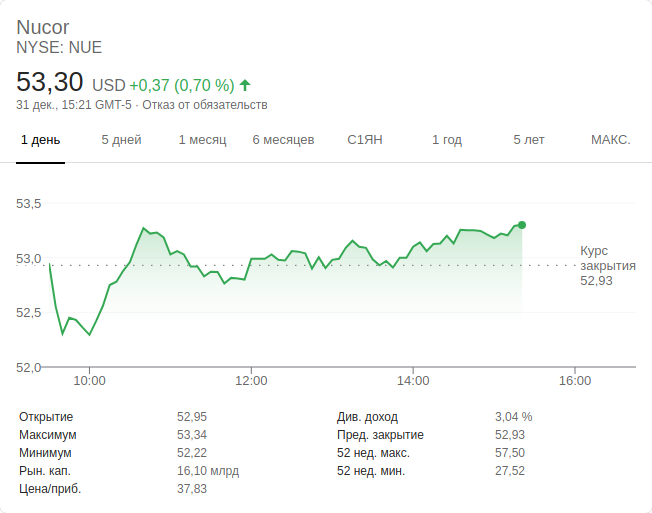 Nucor
NYSE: NUE
53,30 USD +0,37 (0,70 %)
31 дек., 15:21 GMT-5 · Отказ от обязательств
1 день 5 дней 1 месяц 6 месяцев С1ЯН 1 год 5 лет МАКС.
53,5
53,0
52,5
52,0
Курс
закрытия
52,93
10:00 12:00 14:00 16:00
Открытие 52,95
Максимум 53,34
Минимум 52,22
Рын. кап. 16,10 млрд
Цена/приб. 37,83
Див. доход 3,04 %
Пред. закрытие 52,93
52 нед. макс. 57,50
52 нед. мин. 27,52